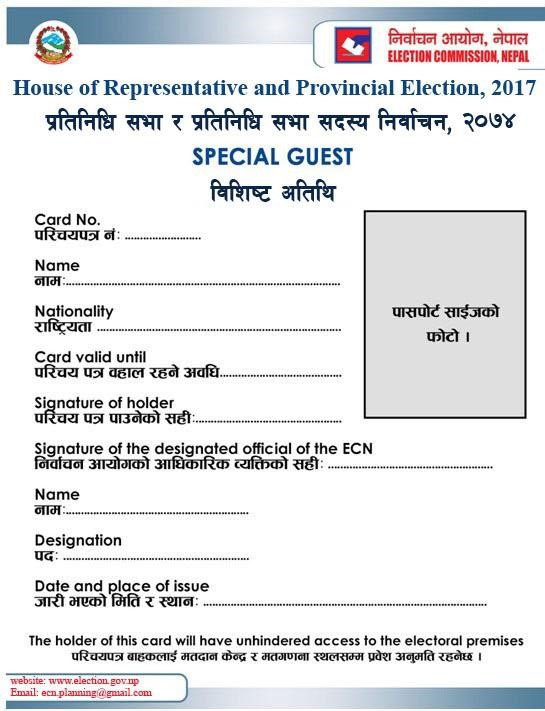 निर्वाचन आयोग, नेपाल
ELECTION COMMISSION, NEPAL
House of Representative and Provincial Election, 2017
प्रतिनिधि सभा र प्रतिनिधि सभा सदस्य निर्वाचन, २०७४
SPECIAL GUEST
विशिष्ट अतिथि
Card No.
परिचयपत्र नंः .........................
Name
नामः............................................................................................
Nationality
राष्ट्रियता ..................................................................................
Card valid until
परिचय पत्र वहाल रहने अवधि.........................................
Signature of holder
परिचय पत्र पाउनेको सहीः.................................................
पासपोर्ट साईजको
फोटो ।
Signature of the designated official of the ECN
निर्वाचन आयोगको आधिकारिक व्यक्तिको सहीः .......................................................
Name
नामः.............................................................
Designation
पदः ..............................................................
Date and place of issue
जारी भएको मिति र स्थानः ...............................................................................................
The holder of this card will have unhindered access to the electoral premises
परिचयपत्र बाहकलाई मतदान केन्द्र र मतगणना स्थलसम्म प्रवेश अनुमति रहनेछ ।
website: www.election.gov.np
Email: ecn.planning@gmail.com